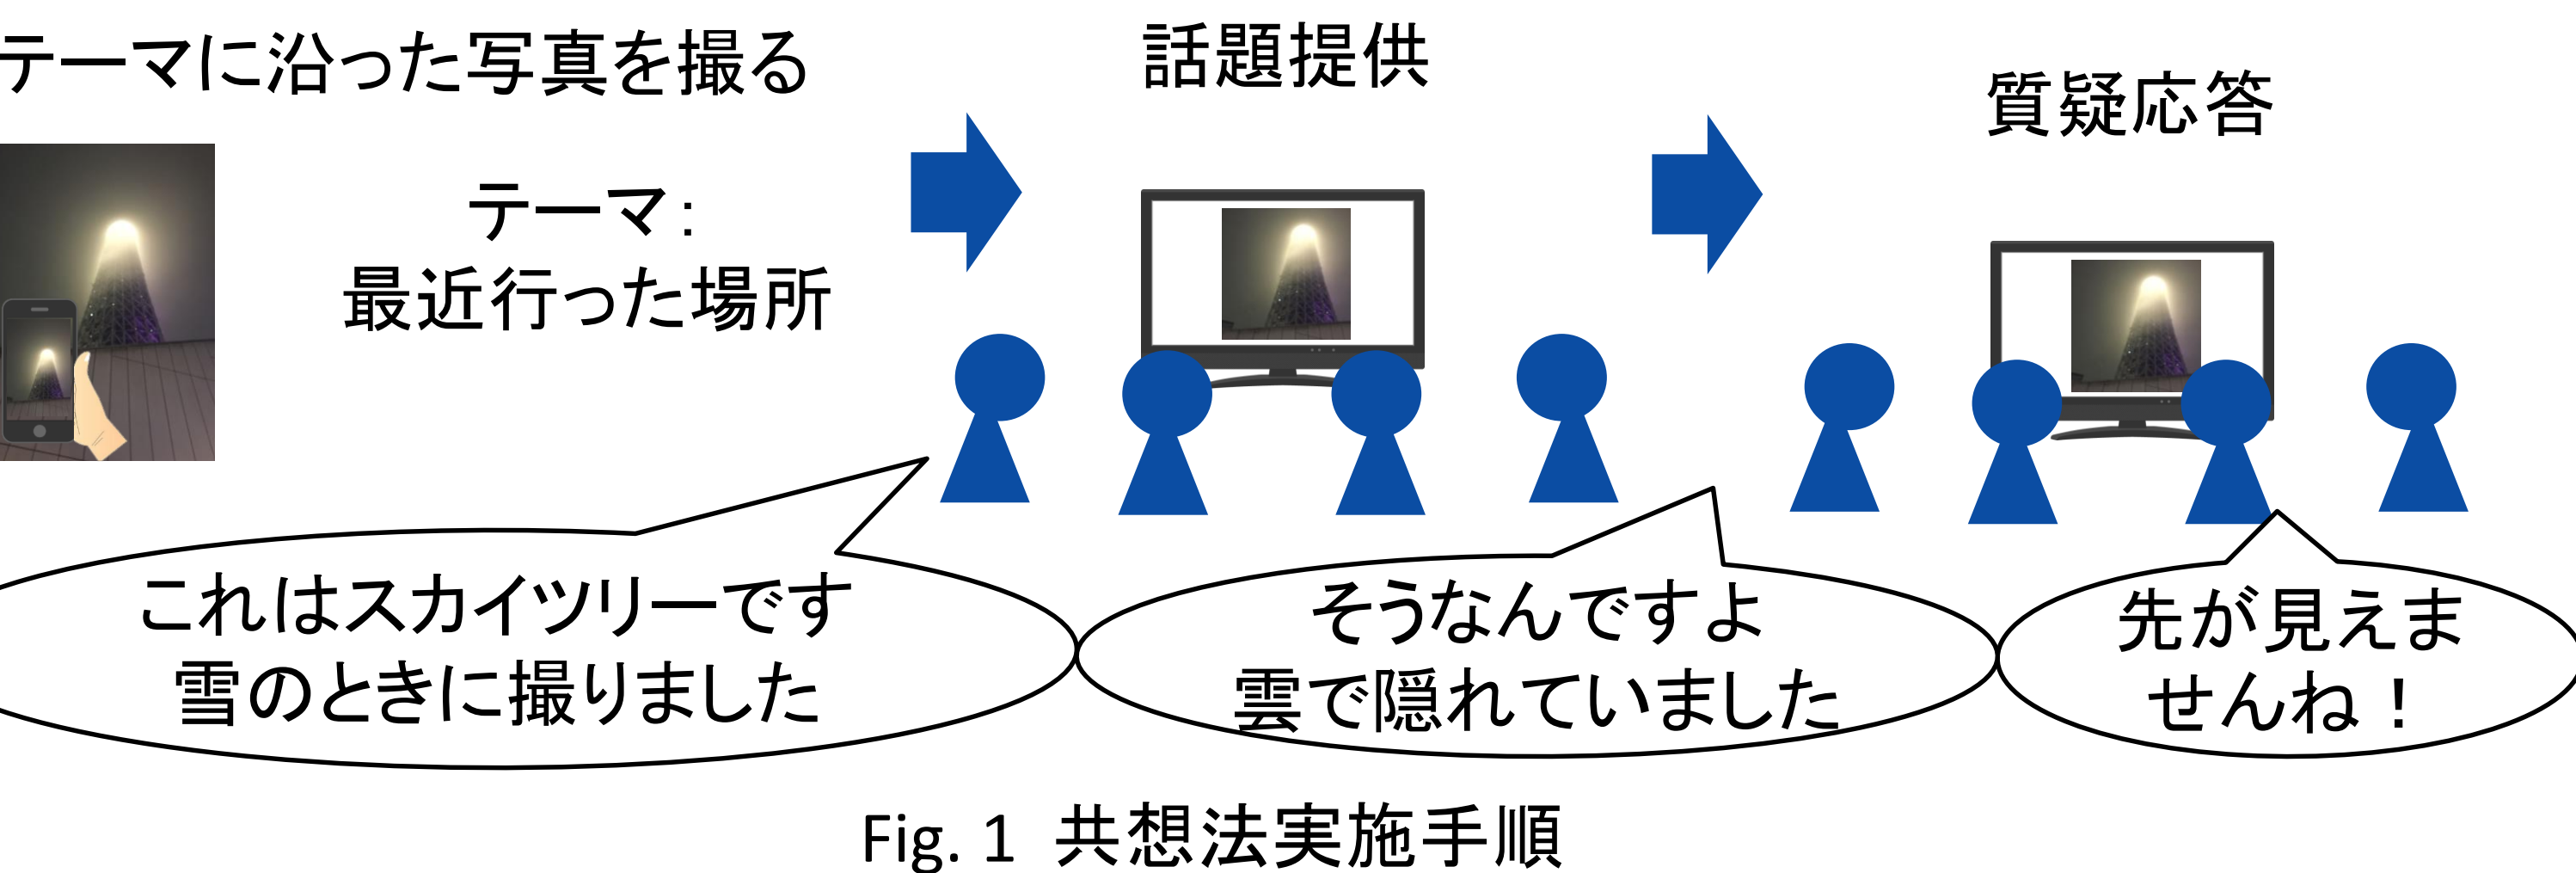 テーマに沿った写真を撮る
話題提供
質疑応答
テーマ:
最近行った場所
これはスカイツリーです
雪のときに撮りました
そうなんですよ
雲で隠れていました
先が見えま
せんね！
Fig. 1 共想法実施手順